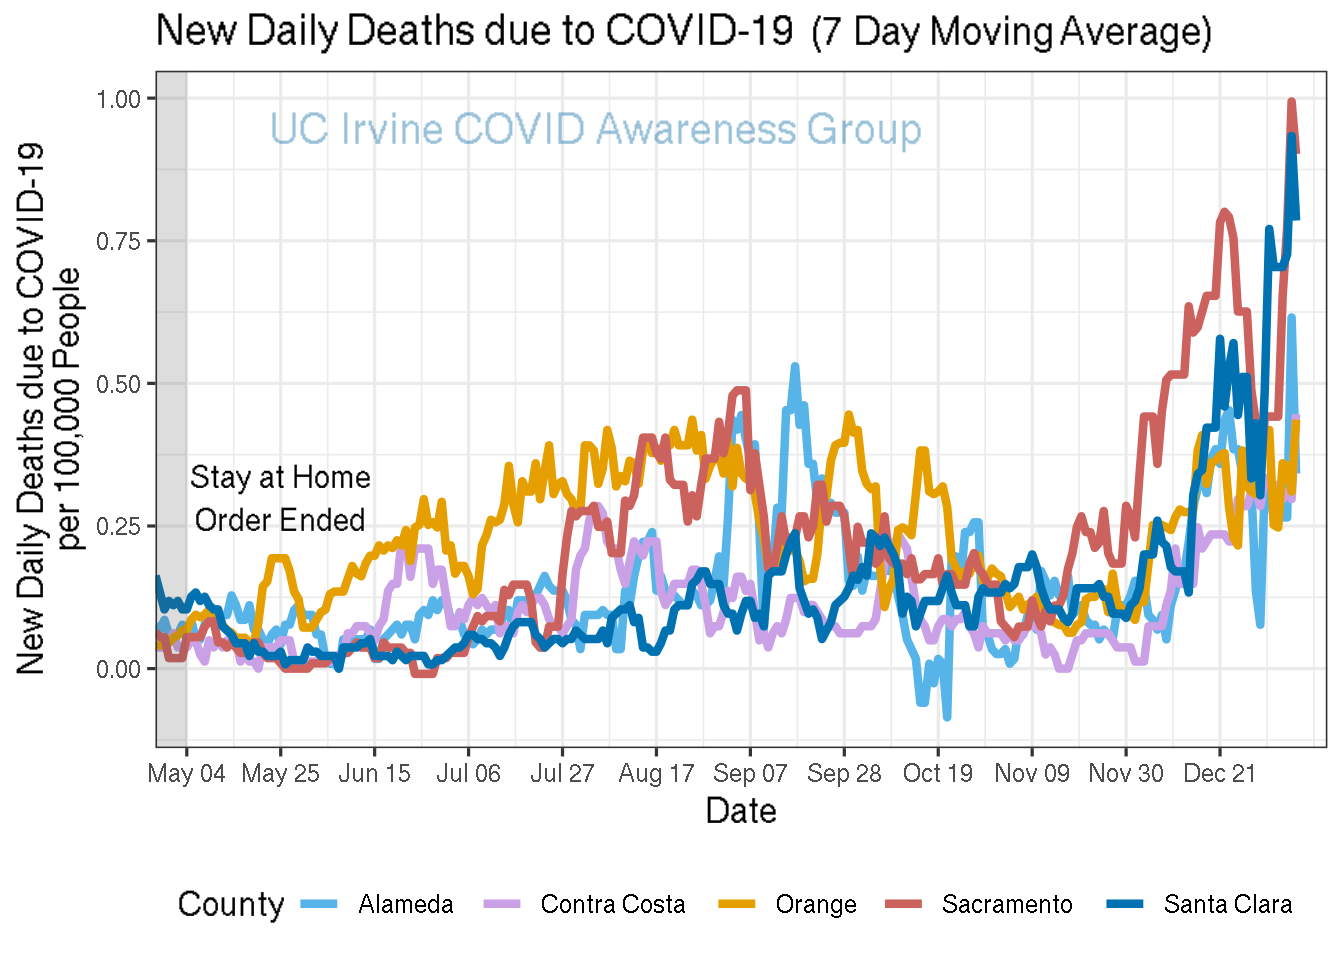 New Daily Deaths due to COVID-19 (7 Day Moving Average)
UC Irvine COVID Awareness Group
New Daily Deaths due to COVID-19
per 100,000 People
1.00
0.75
0.50
0.25
0.00
Stay at Home
Order Ended
May 04 May 25 Jun 15 Jul 06 Jul 27 Aug 17 Sep 07 Sep 28 Oct 19 Nov 09 Nov 30 Dec 21
Date
County Alameda Contra Costa Orange Sacramento Santa Clara